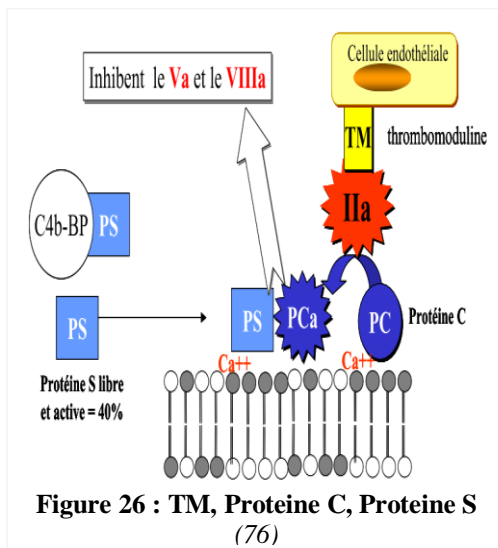 Cellule endothéliale
Inhibent le Va et le VIIIa
TM
thrombomoduline
IIa
C4b-BP
PS
PS
PS
PCa
PC
Protéine C
Ca++
Ca++
Protéine S libre
et active = 40%
Figure 26 : TM, Proteine C, Proteine S
(76)